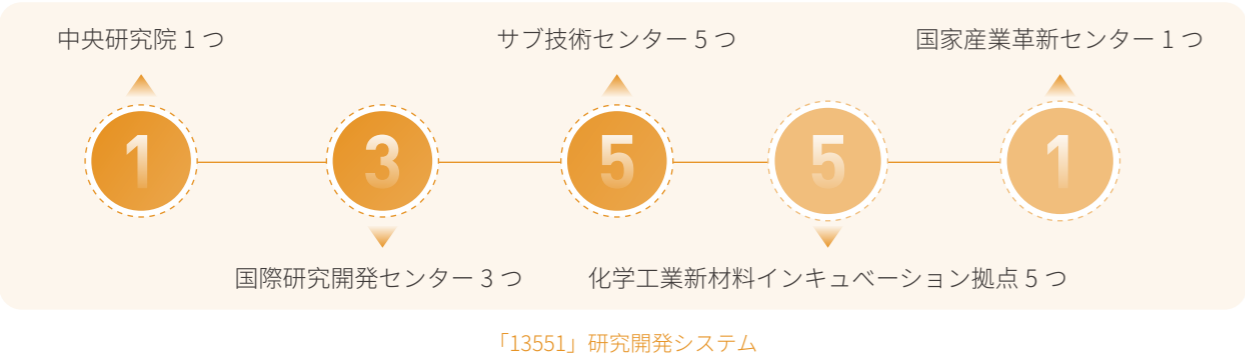 中央研究院 1 つ
サブ技術センター 5 つ
国家産業革新センター 1 つ
1
3
5
5
1
国際研究開発センター 3 つ
化学工業新材料インキュベーション拠点 5 つ
「13551」研究開発システム